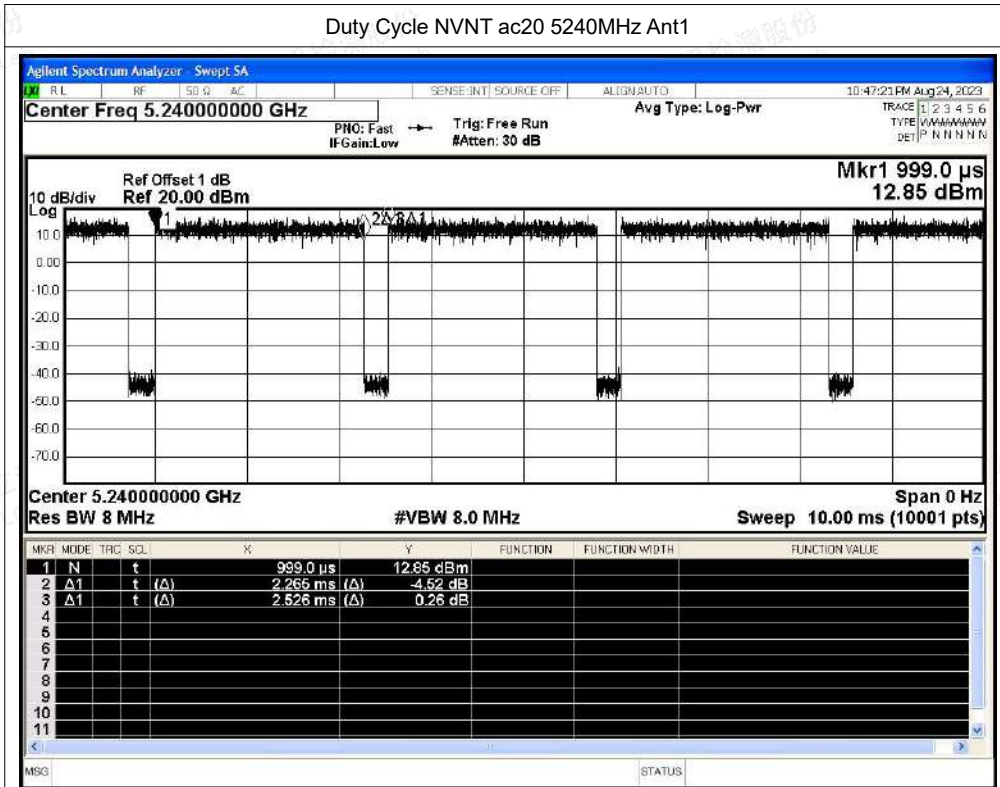 Duty Cycle NVNT ac20 5240MHz Ant1
Agilent Spectrum Analyzer - Swept SA
LXI RL RF 50 Ω AC SENSE:INT SOURCE OFF ALIGNAUTO 10:47:21 PM Aug 24, 2023
Center Freq 5.240000000 GHz Avg Type: Log-Pwr TRACE 1 2 3 4 5 6
PNO: Fast Trig: Free Run TYPE
IFGain:Low #Atten: 30 dB DET P N N N N N
Mkr1 999.0 µs
Ref Offset 1 dB
10 dB/div Ref 20.00 dBm 12.85 dBm
Log
1 2Δ 3Δ1
10.0
0.00
-10.0
-20.0
-30.0
-40.0
-50.0
-60.0
-70.0
Center 5.240000000 GHz Span 0 Hz
Res BW 8 MHz #VBW 8.0 MHz Sweep 10.00 ms (10001 pts)
MKR MODE TRC SCL X Y FUNCTION FUNCTION WIDTH FUNCTION VALUE
1 N t 999.0 µs 12.85 dBm
2 Δ1 t (Δ) 2.265 ms (Δ) -4.52 dB
3 Δ1 t (Δ) 2.526 ms (Δ) 0.26 dB
4
5
6
7
8
9
10
11
MSG STATUS